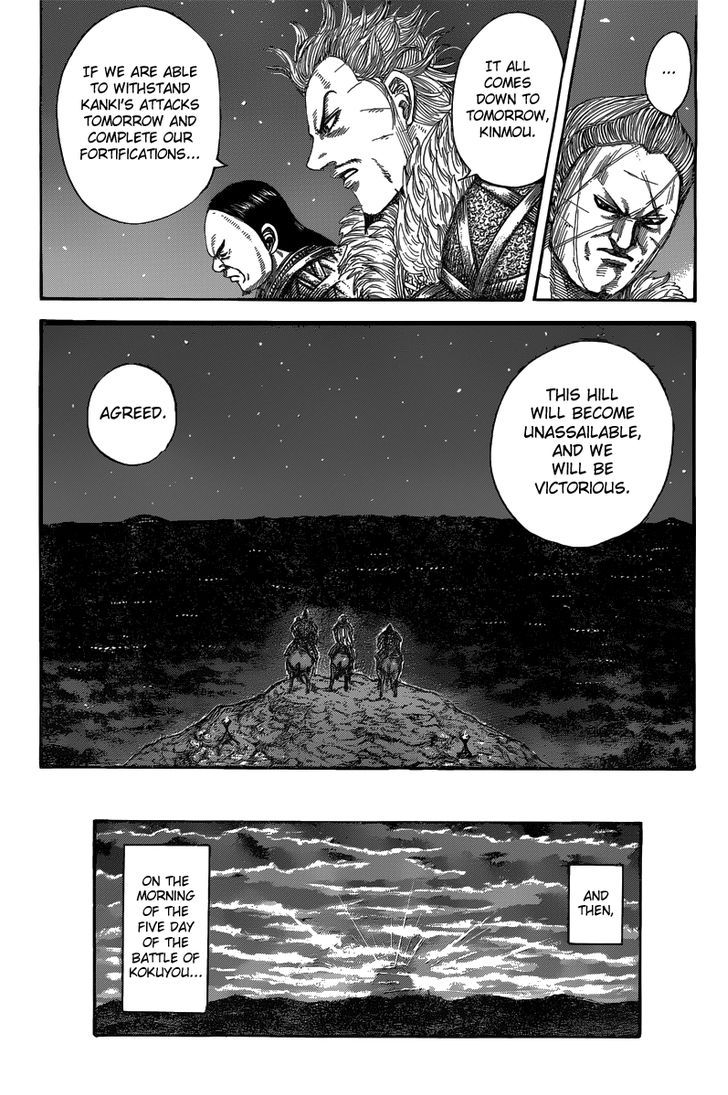 ...
IT ALL
COMES
DOWN TO
TOMORROW,
KINMOU.
IF WE ARE ABLE
TO WITHSTAND
KANKI'S ATTACKS
TOMORROW AND
COMPLETE OUR
FORTIFICATIONS...
THIS HILL
WILL BECOME
UNASSAILABLE,
AND WE
WILL BE
VICTORIOUS.
AGREED.
AND
THEN,
ON THE
MORNING
OF THE
FIVE DAY
OF THE
BATTLE OF
KOKUYOU...